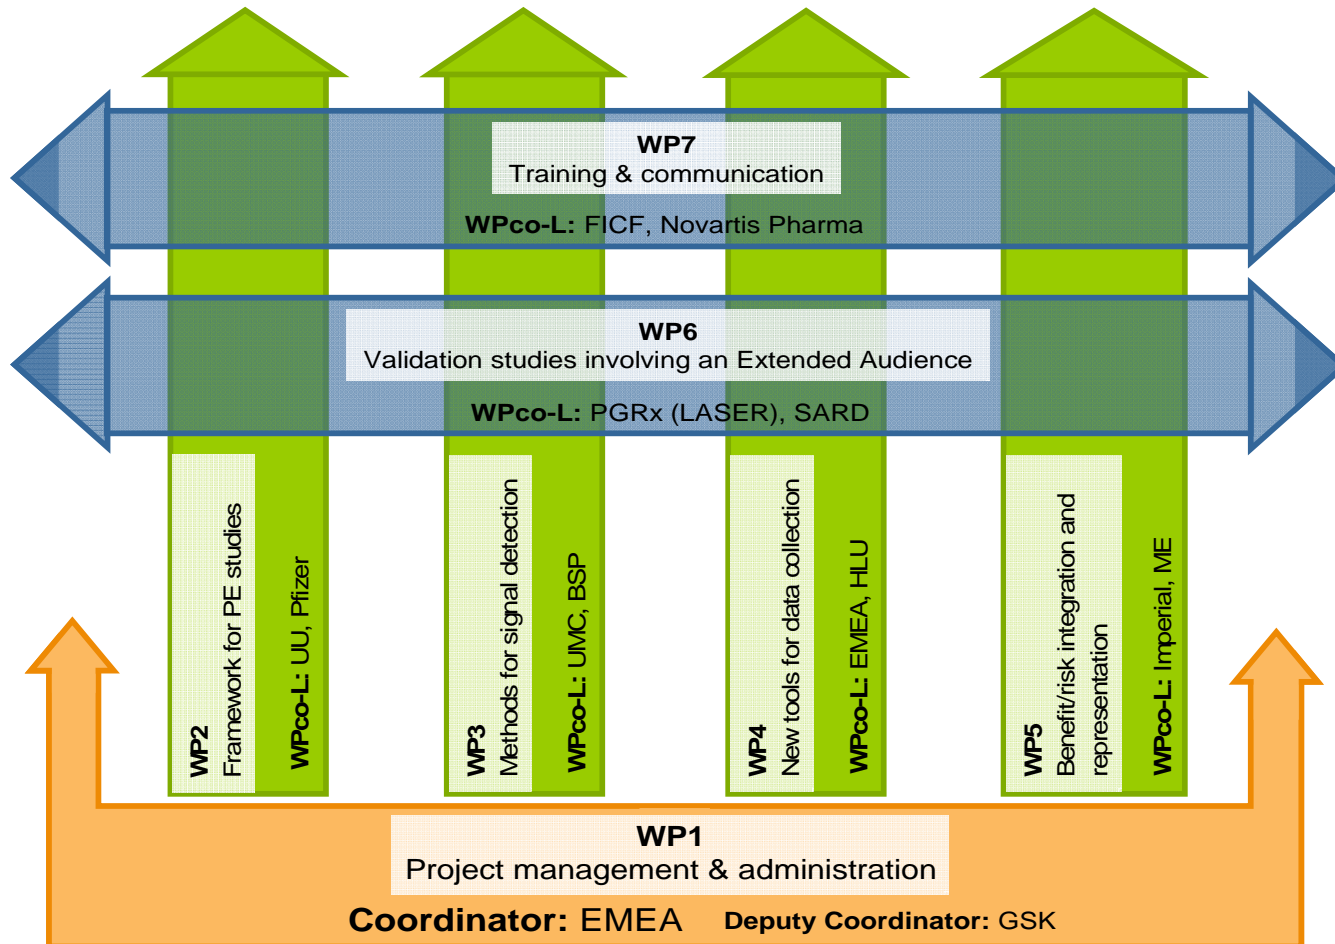 WP7
Training & communication
WPco-L: FICF, Novartis Pharma
WP6
Validation studies involving an Extended Audience
WPco-L: PGRx (LASER), SARD
WP2
Framework for PE studies
WPco-L: UU, Pfizer
WP3
Methods for signal detection
WPco-L: UMC, BSP
WP4
New tools for data collection
WPco-L: EMEA, HLU
WP5
Benefit/risk integration and
representation
WPco-L: Imperial, ME
WP1
Project management & administration
Coordinator: EMEA Deputy Coordinator: GSK